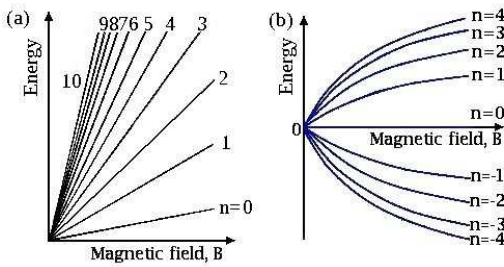 (a)
Energy
10
9876
5
4
3
2
1
n=0
Magnetic field, B
(b)
Energy
n=4
n=3
n=2
n=1
n=0
0
Magnetic field, B
n=-1
n=-2
n=-3
n=-4